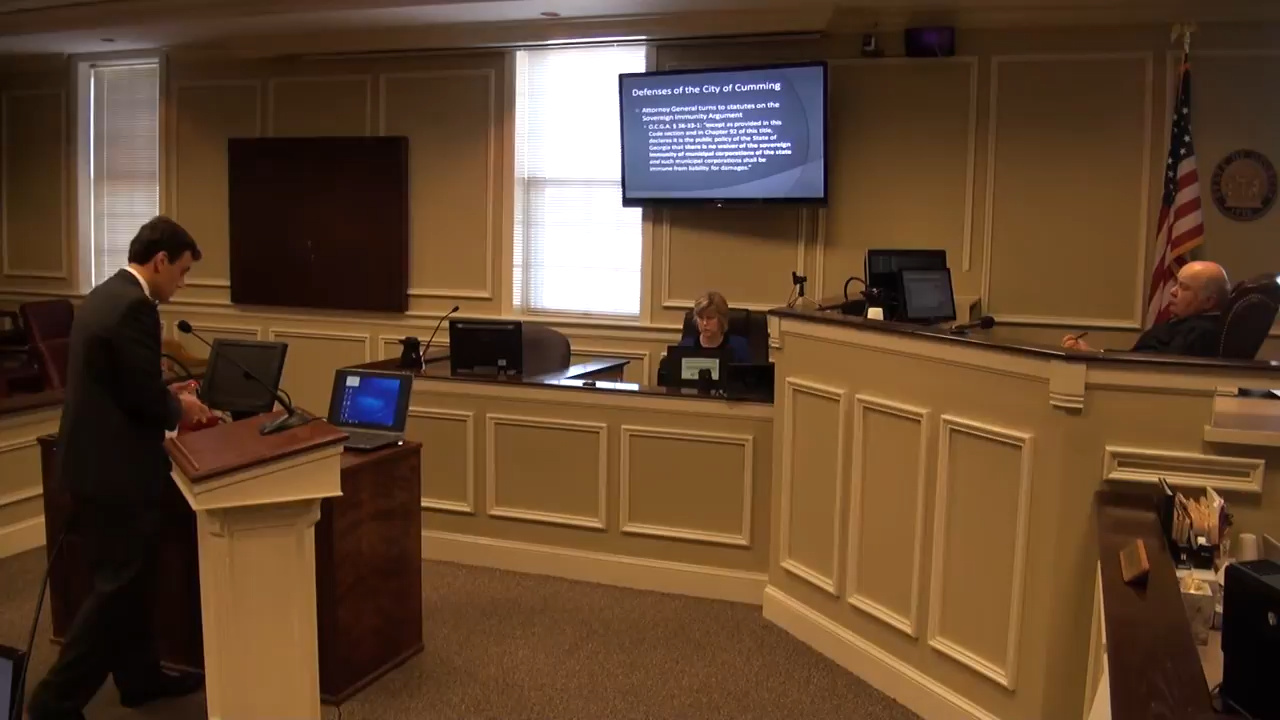 Defenses of the City of Cumming
Attorney General turns to statutes on the
Sovereign Immunity Argument
O.C.G.A. § 36-33-1: "except as provided in this
Code section and in Chapter 92 of this title,
declares it is the public policy of the State of
Georgia that there is no waiver of the sovereign
immunity of municipal corporations of the state
and such municipal corporations shall be
immune from liability for damages."